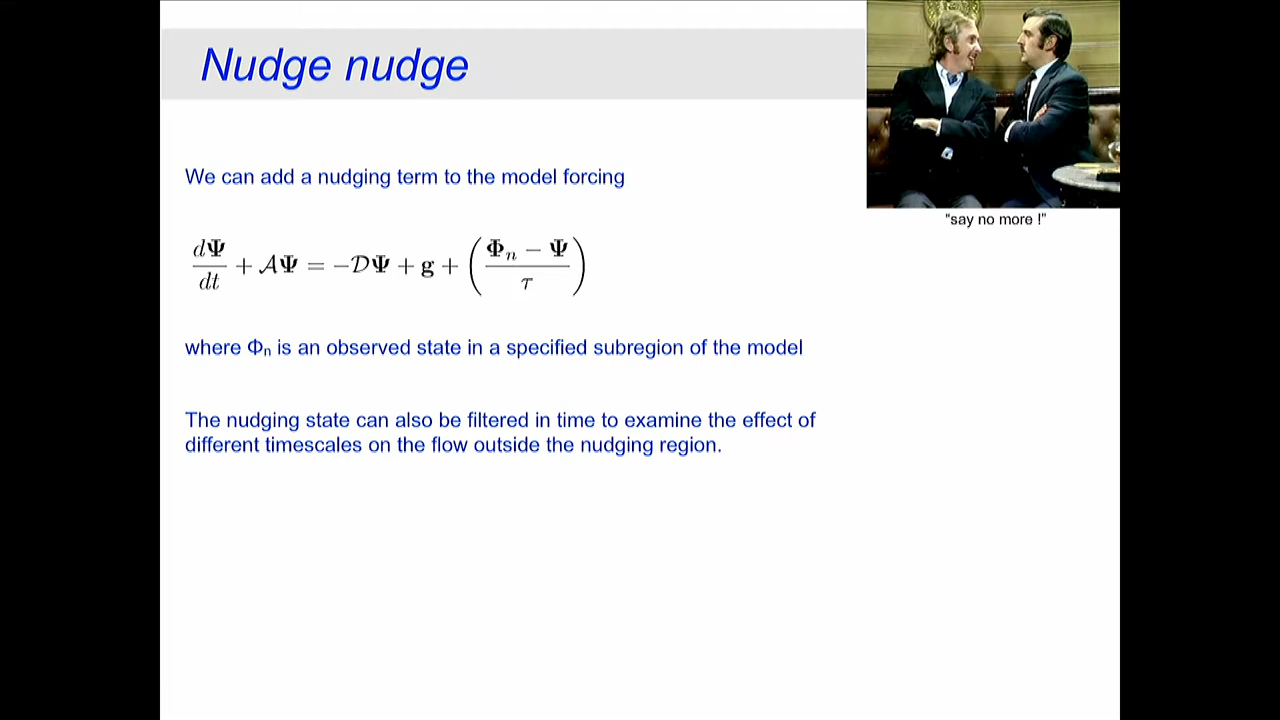 Nudge nudge
“say no more !”
We can add a nudging term to the model forcing
dΨ/dt + 𝒜Ψ = −𝒟Ψ + g + ((Φn − Ψ)/τ)
where Φn is an observed state in a specified subregion of the model
The nudging state can also be filtered in time to examine the effect of
different timescales on the flow outside the nudging region.